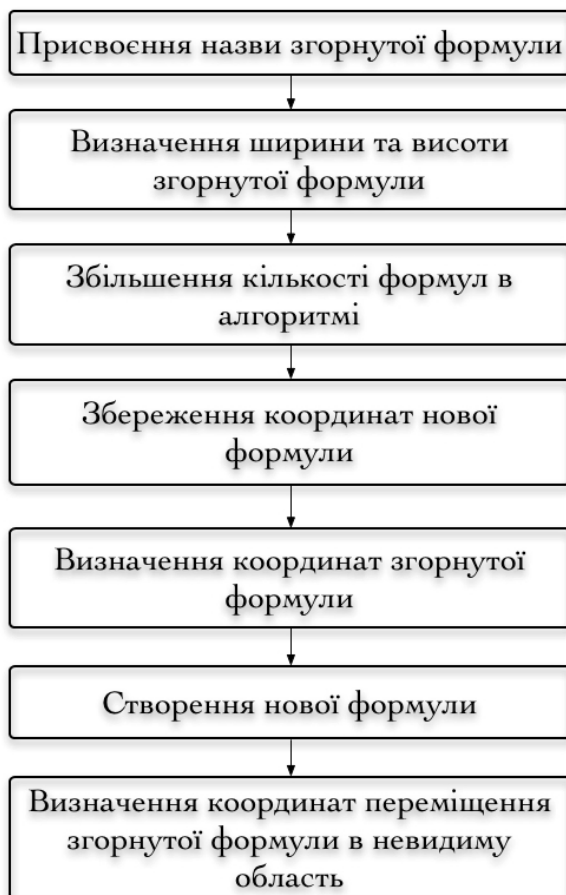 Присвоєння назви згорнутої формули
Визначення ширини та висоти
згорнутої формули
Збільшення кількості формул в
алгоритмі
Збереження координат нової
формули
Визначення координат згорнутої
формули
Створення нової формули
Визначення координат переміщення
згорнутої формули в невидиму
область